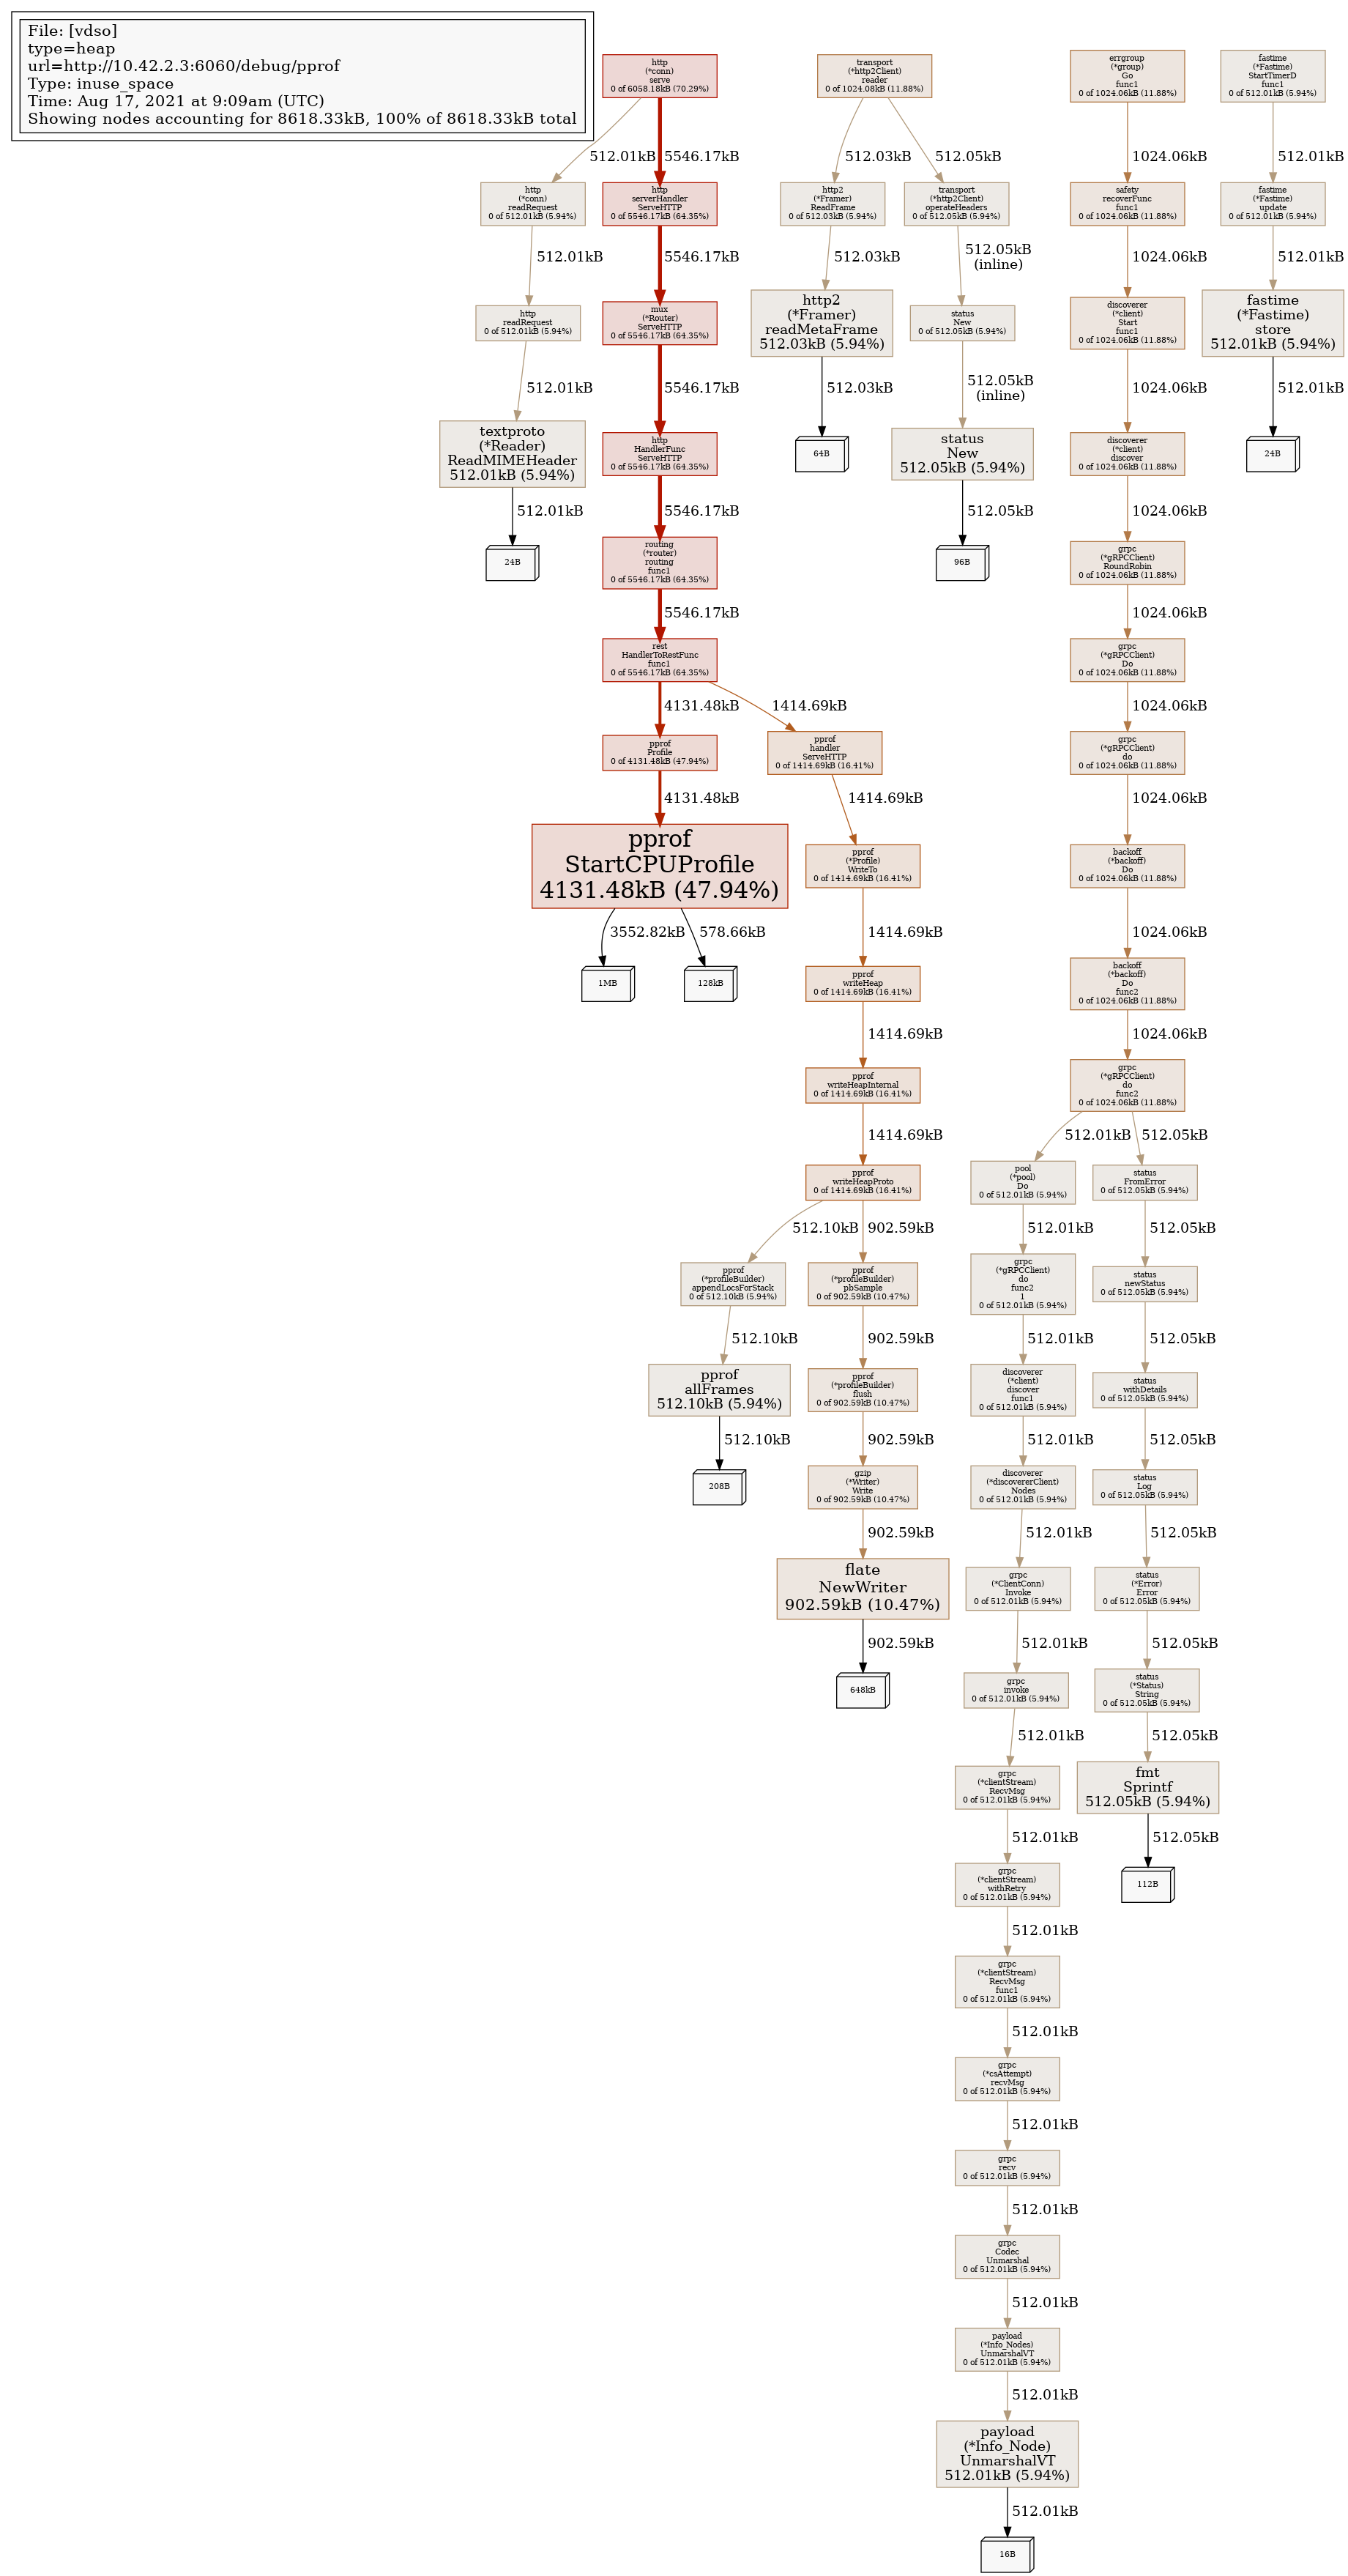 File: [vdso]
type=heap
url=http://10.42.2.3:6060/debug/pprof
Type: inuse_space
Time: Aug 17, 2021 at 9:09am (UTC)
Showing nodes accounting for 8618.33kB, 100% of 8618.33kB total
http
(*conn)
serve
0 of 6058.18kB (70.29%)
512.01kB
5546.17kB
http
(*conn)
readRequest
0 of 512.01kB (5.94%)
512.01kB
http
readRequest
0 of 512.01kB (5.94%)
512.01kB
textproto
(*Reader)
ReadMIMEHeader
512.01kB (5.94%)
512.01kB
24B
http
serverHandler
ServeHTTP
0 of 5546.17kB (64.35%)
5546.17kB
mux
(*Router)
ServeHTTP
0 of 5546.17kB (64.35%)
5546.17kB
http
HandlerFunc
ServeHTTP
0 of 5546.17kB (64.35%)
5546.17kB
routing
(*router)
routing
func1
0 of 5546.17kB (64.35%)
5546.17kB
rest
HandlerToRestFunc
func1
0 of 5546.17kB (64.35%)
4131.48kB
1414.69kB
pprof
Profile
0 of 4131.48kB (47.94%)
4131.48kB
pprof
StartCPUProfile
4131.48kB (47.94%)
3552.82kB
578.66kB
1MB
128kB
pprof
handler
ServeHTTP
0 of 1414.69kB (16.41%)
1414.69kB
pprof
(*Profile)
WriteTo
0 of 1414.69kB (16.41%)
1414.69kB
pprof
writeHeap
0 of 1414.69kB (16.41%)
1414.69kB
pprof
writeHeapInternal
0 of 1414.69kB (16.41%)
1414.69kB
pprof
writeHeapProto
0 of 1414.69kB (16.41%)
512.10kB
902.59kB
pprof
(*profileBuilder)
appendLocsForStack
0 of 512.10kB (5.94%)
512.10kB
pprof
allFrames
512.10kB (5.94%)
512.10kB
208B
pprof
(*profileBuilder)
pbSample
0 of 902.59kB (10.47%)
902.59kB
pprof
(*profileBuilder)
flush
0 of 902.59kB (10.47%)
902.59kB
gzip
(*Writer)
Write
0 of 902.59kB (10.47%)
902.59kB
flate
NewWriter
902.59kB (10.47%)
902.59kB
648kB
transport
(*http2Client)
reader
0 of 1024.08kB (11.88%)
512.03kB
512.05kB
http2
(*Framer)
ReadFrame
0 of 512.03kB (5.94%)
512.03kB
http2
(*Framer)
readMetaFrame
512.03kB (5.94%)
512.03kB
64B
transport
(*http2Client)
operateHeaders
0 of 512.05kB (5.94%)
512.05kB
(inline)
status
New
0 of 512.05kB (5.94%)
512.05kB
(inline)
status
New
512.05kB (5.94%)
512.05kB
96B
errgroup
(*group)
Go
func1
0 of 1024.06kB (11.88%)
1024.06kB
safety
recoverFunc
func1
0 of 1024.06kB (11.88%)
1024.06kB
discoverer
(*client)
Start
func1
0 of 1024.06kB (11.88%)
1024.06kB
discoverer
(*client)
discover
0 of 1024.06kB (11.88%)
1024.06kB
grpc
(*gRPCClient)
RoundRobin
0 of 1024.06kB (11.88%)
1024.06kB
grpc
(*gRPCClient)
Do
0 of 1024.06kB (11.88%)
1024.06kB
grpc
(*gRPCClient)
do
0 of 1024.06kB (11.88%)
1024.06kB
backoff
(*backoff)
Do
0 of 1024.06kB (11.88%)
1024.06kB
backoff
(*backoff)
Do
func2
0 of 1024.06kB (11.88%)
1024.06kB
grpc
(*gRPCClient)
do
func2
0 of 1024.06kB (11.88%)
512.01kB
512.05kB
pool
(*pool)
Do
0 of 512.01kB (5.94%)
512.01kB
grpc
(*gRPCClient)
do
func2
1
0 of 512.01kB (5.94%)
512.01kB
discoverer
(*client)
discover
func1
0 of 512.01kB (5.94%)
512.01kB
discoverer
(*discovererClient)
Nodes
0 of 512.01kB (5.94%)
512.01kB
grpc
(*ClientConn)
Invoke
0 of 512.01kB (5.94%)
512.01kB
grpc
invoke
0 of 512.01kB (5.94%)
512.01kB
grpc
(*clientStream)
RecvMsg
0 of 512.01kB (5.94%)
512.01kB
grpc
(*clientStream)
withRetry
0 of 512.01kB (5.94%)
512.01kB
grpc
(*clientStream)
RecvMsg
func1
0 of 512.01kB (5.94%)
512.01kB
grpc
(*csAttempt)
recvMsg
0 of 512.01kB (5.94%)
512.01kB
grpc
recv
0 of 512.01kB (5.94%)
512.01kB
grpc
Codec
Unmarshal
0 of 512.01kB (5.94%)
512.01kB
payload
(*Info_Nodes)
UnmarshalVT
0 of 512.01kB (5.94%)
512.01kB
payload
(*Info_Node)
UnmarshalVT
512.01kB (5.94%)
512.01kB
16B
status
FromError
0 of 512.05kB (5.94%)
512.05kB
status
newStatus
0 of 512.05kB (5.94%)
512.05kB
status
withDetails
0 of 512.05kB (5.94%)
512.05kB
status
Log
0 of 512.05kB (5.94%)
512.05kB
status
(*Error)
Error
0 of 512.05kB (5.94%)
512.05kB
status
(*Status)
String
0 of 512.05kB (5.94%)
512.05kB
fmt
Sprintf
512.05kB (5.94%)
512.05kB
112B
fastime
(*Fastime)
StartTimerD
func1
0 of 512.01kB (5.94%)
512.01kB
fastime
(*Fastime)
update
0 of 512.01kB (5.94%)
512.01kB
fastime
(*Fastime)
store
512.01kB (5.94%)
512.01kB
24B